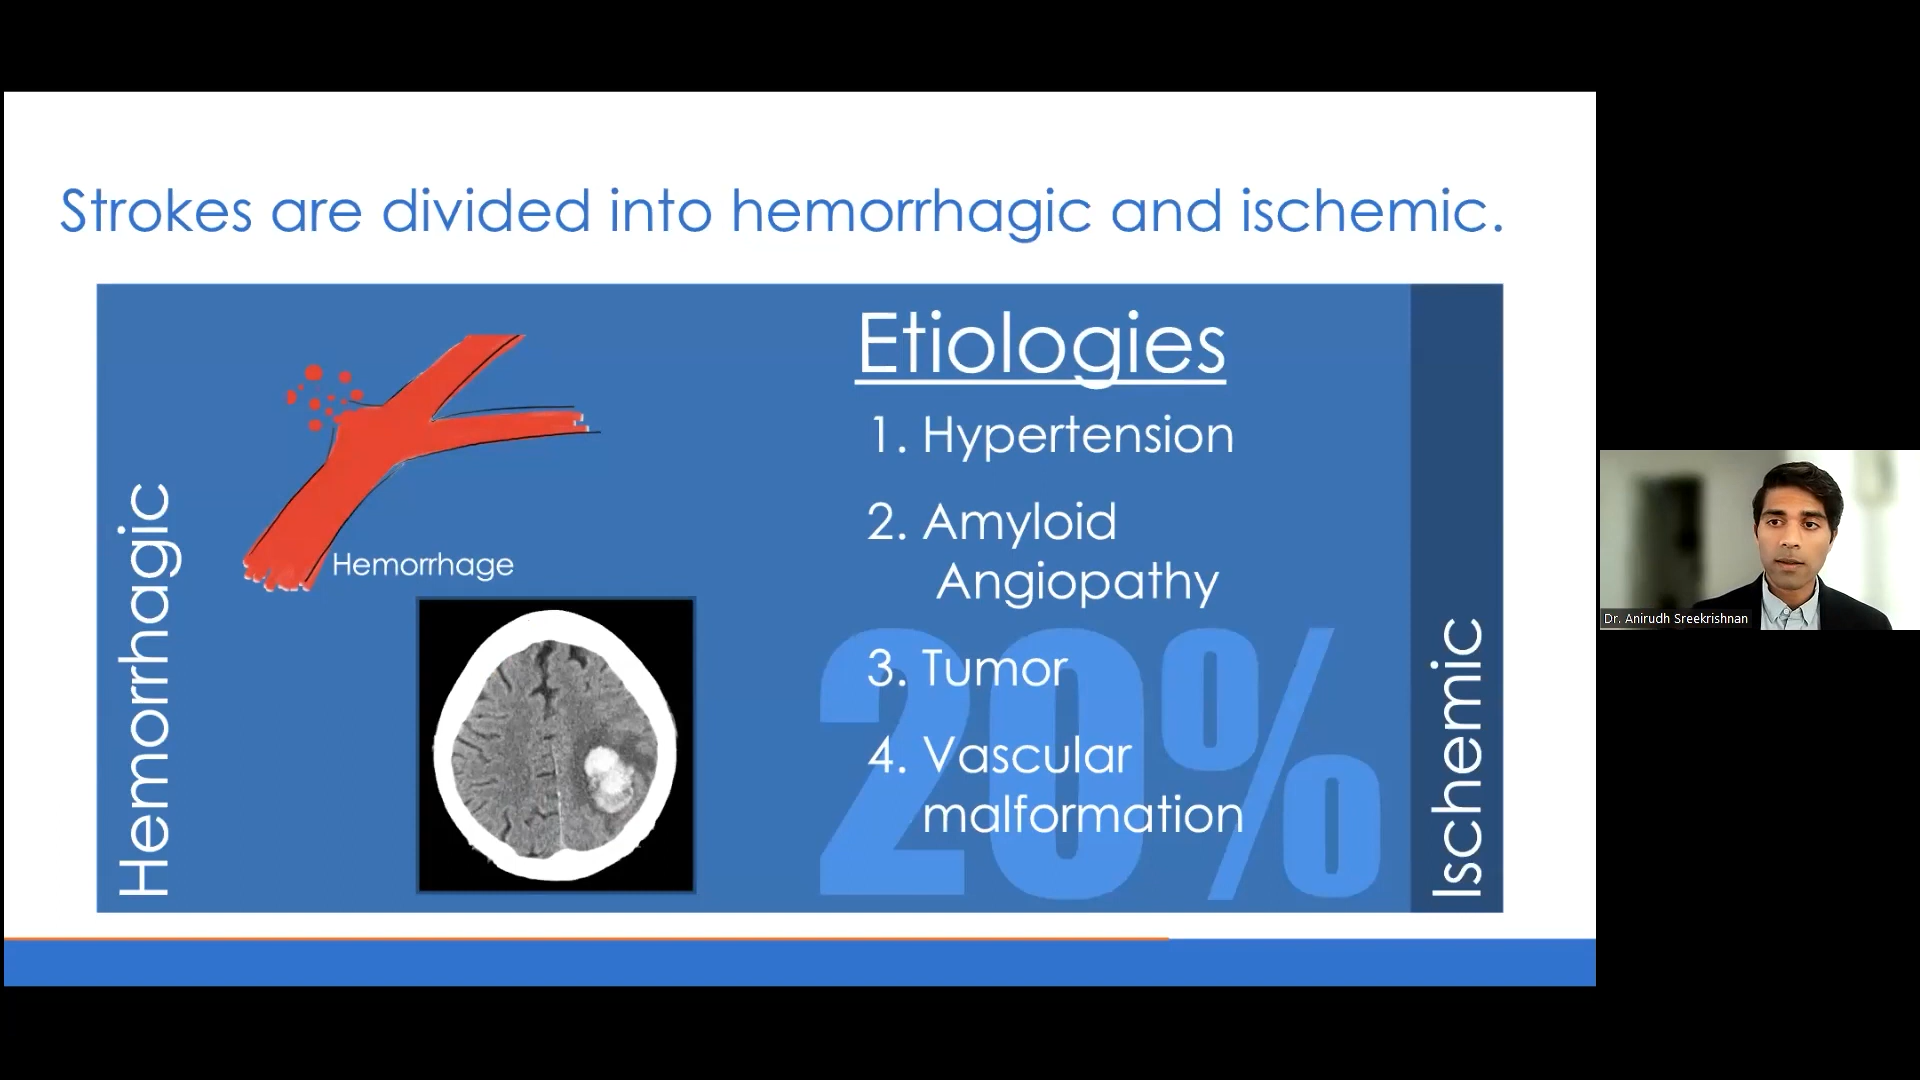 Strokes are divided into hemorrhagic and ischemic.
Hemorrhagic
Hemorrhage
Etiologies
1. Hypertension
2. Amyloid
Angiopathy
3. Tumor
4. Vascular
malformation
20%
Ischemic
Dr. Anirudh Sreekrishnan